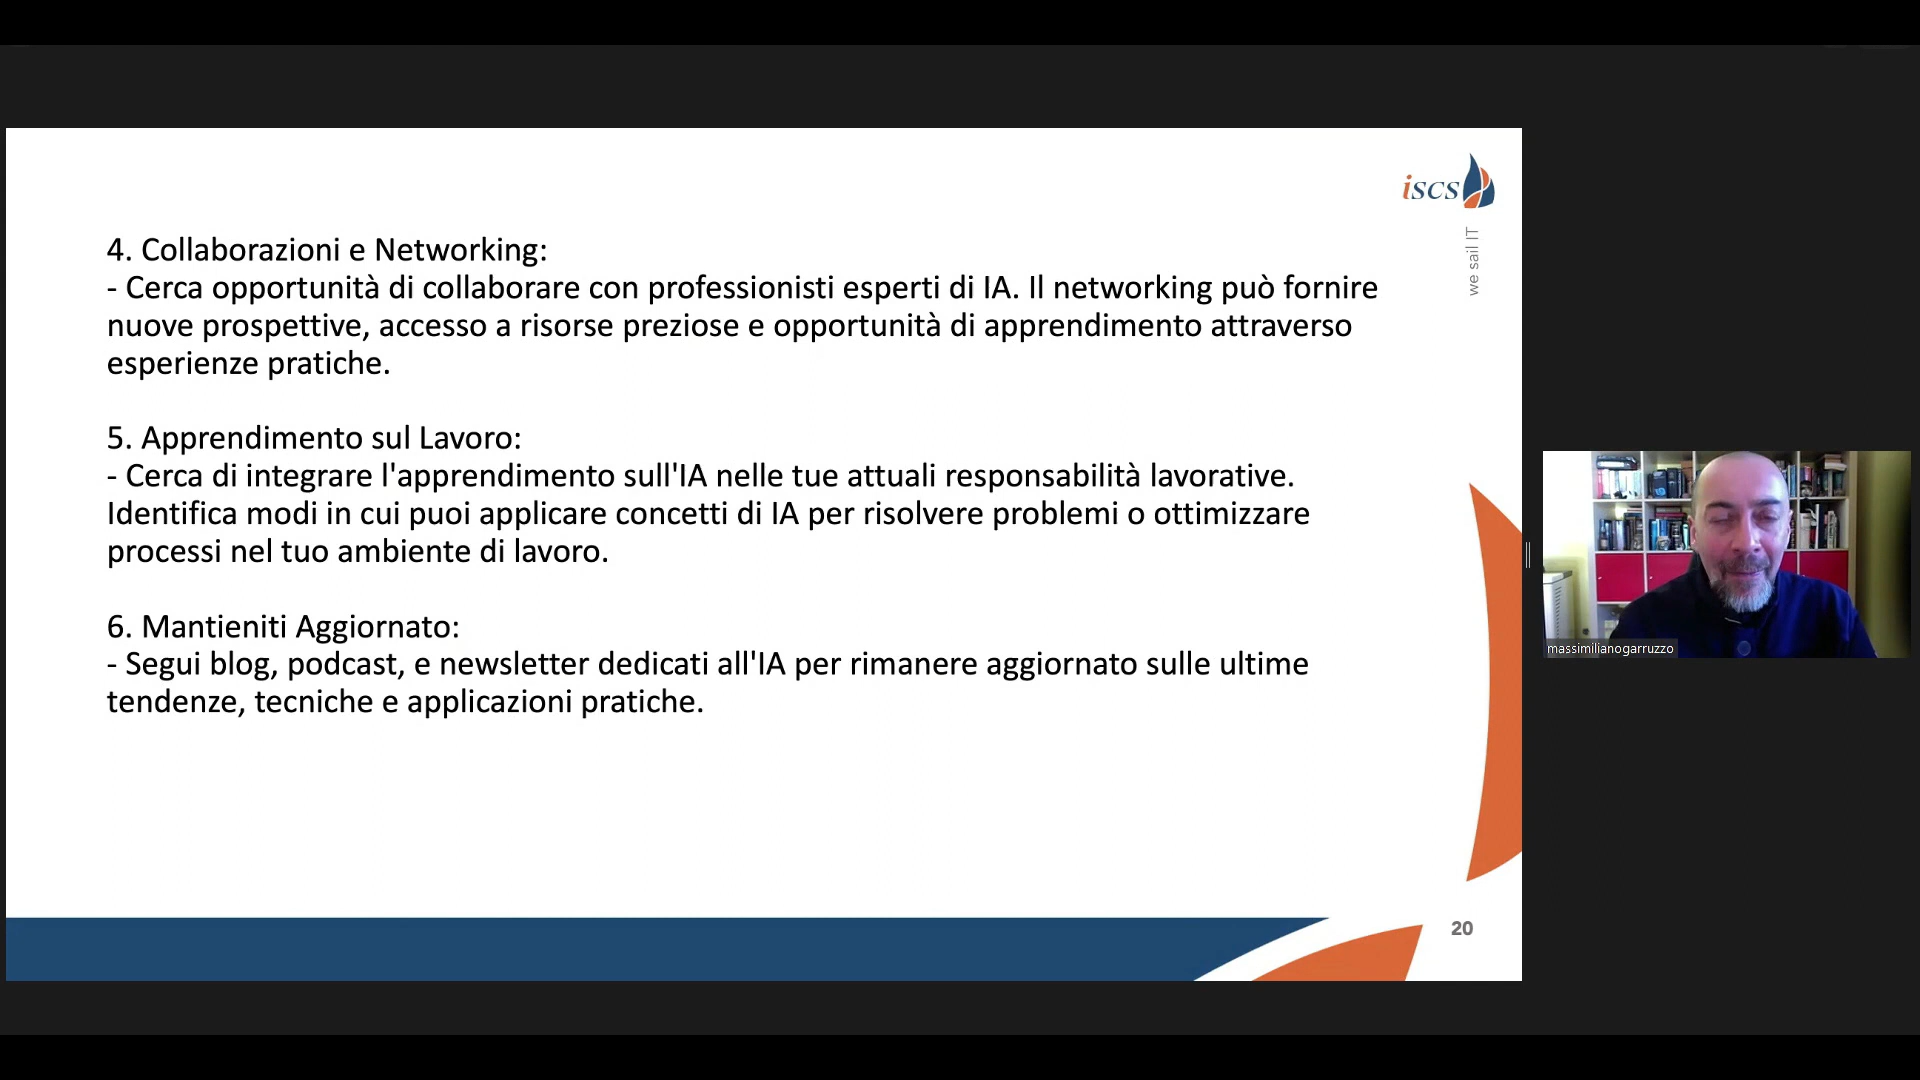 iscs
we sail IT
4. Collaborazioni e Networking:
- Cerca opportunità di collaborare con professionisti esperti di IA. Il networking può fornire
nuove prospettive, accesso a risorse preziose e opportunità di apprendimento attraverso
esperienze pratiche.
5. Apprendimento sul Lavoro:
- Cerca di integrare l'apprendimento sull'IA nelle tue attuali responsabilità lavorative.
Identifica modi in cui puoi applicare concetti di IA per risolvere problemi o ottimizzare
processi nel tuo ambiente di lavoro.
6. Mantieniti Aggiornato:
- Segui blog, podcast, e newsletter dedicati all'IA per rimanere aggiornato sulle ultime
tendenze, tecniche e applicazioni pratiche.
20
massimilianogarruzzo